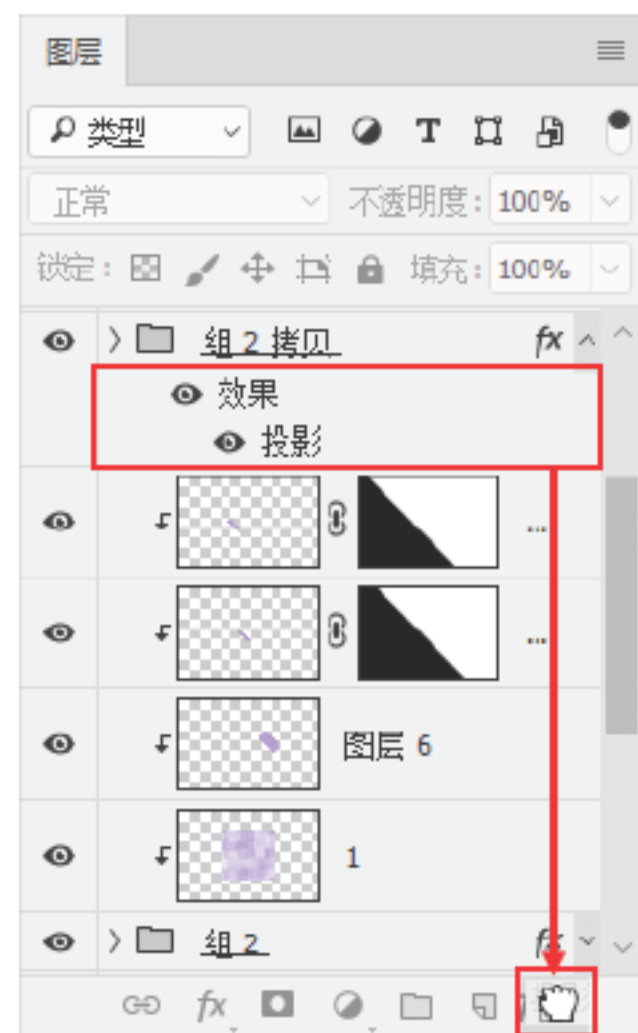 图层
类型 T
正常 不透明度: 100%
锁定: 填充: 100%
组 2 拷贝 fx
效果
投影
...
...
图层 6
1
组 2 fx
fx